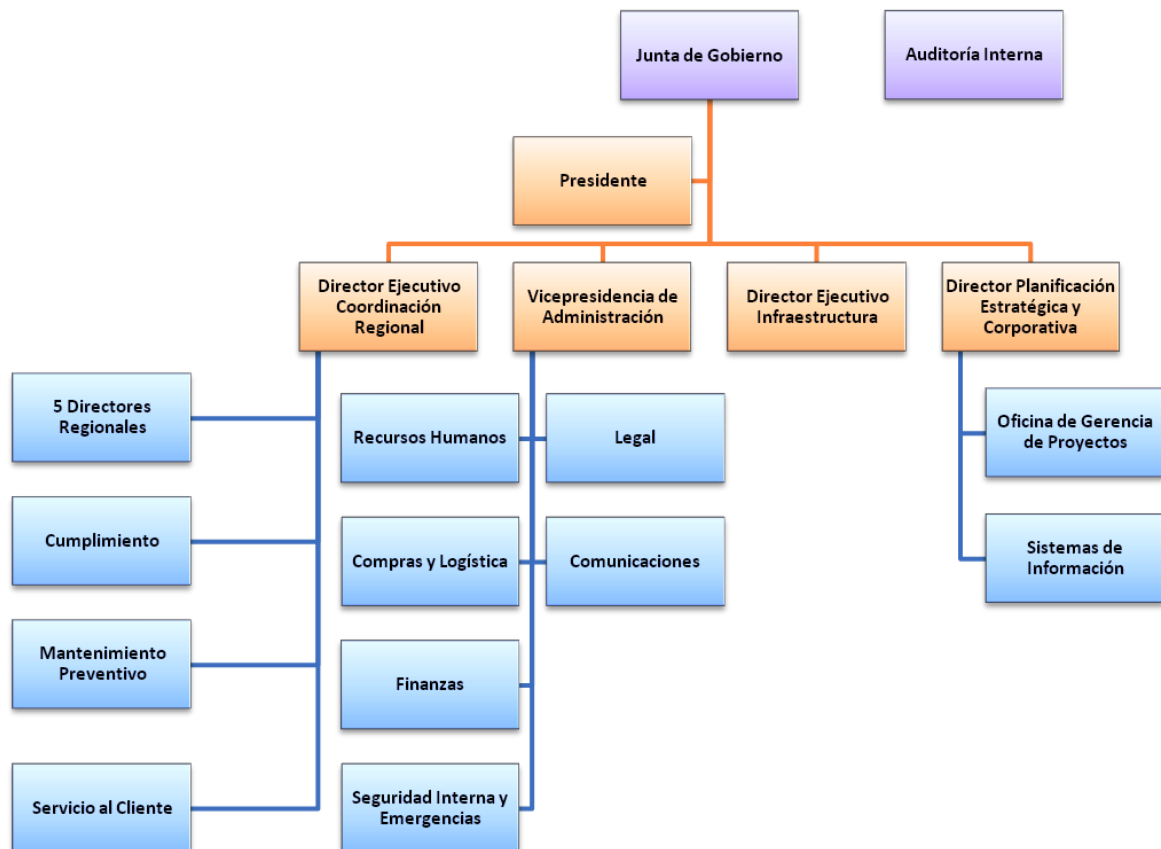 Junta de Gobierno
Auditoría Interna
Presidente
Director Ejecutivo
Coordinación
Regional
Vicepresidencia de
Administración
Director Ejecutivo
Infraestructura
Director Planificación
Estratégica y
Corporativa
5 Directores
Regionales
Recursos Humanos
Legal
Oficina de Gerencia
de Proyectos
Cumplimiento
Compras y Logística
Comunicaciones
Sistemas de
Información
Mantenimiento
Preventivo
Finanzas
Servicio al Cliente
Seguridad Interna y
Emergencias